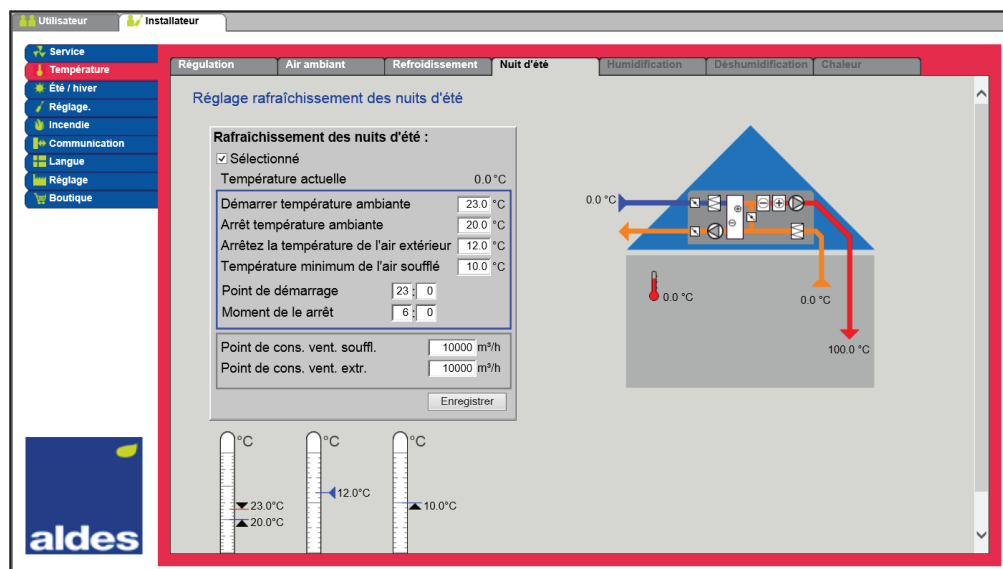 Utilisateur Installateur
Service
Température
Été / hiver
Réglage.
Incendie
Communication
Langue
Réglage
Boutique
Régulation Air ambiant Refroidissement Nuit d'été Humidification Déshumidification Chaleur
Réglage rafraîchissement des nuits d'été
Rafraîchissement des nuits d'été :
Sélectionné
Température actuelle 0.0 °C
Démarrer température ambiante 23.0 °C
Arrêt température ambiante 20.0 °C
Arrêtez la température de l'air extérieur 12.0 °C
Température minimum de l'air soufflé 10.0 °C
Point de démarrage 23 : 0
Moment de le arrêt 6 : 0
Point de cons. vent. souffl. 10000 m³/h
Point de cons. vent. extr. 10000 m³/h
Enregistrer
0.0 °C
0.0 °C
0.0 °C
100.0 °C
°C °C °C
23.0°C
20.0°C
12.0°C
10.0°C
aldes